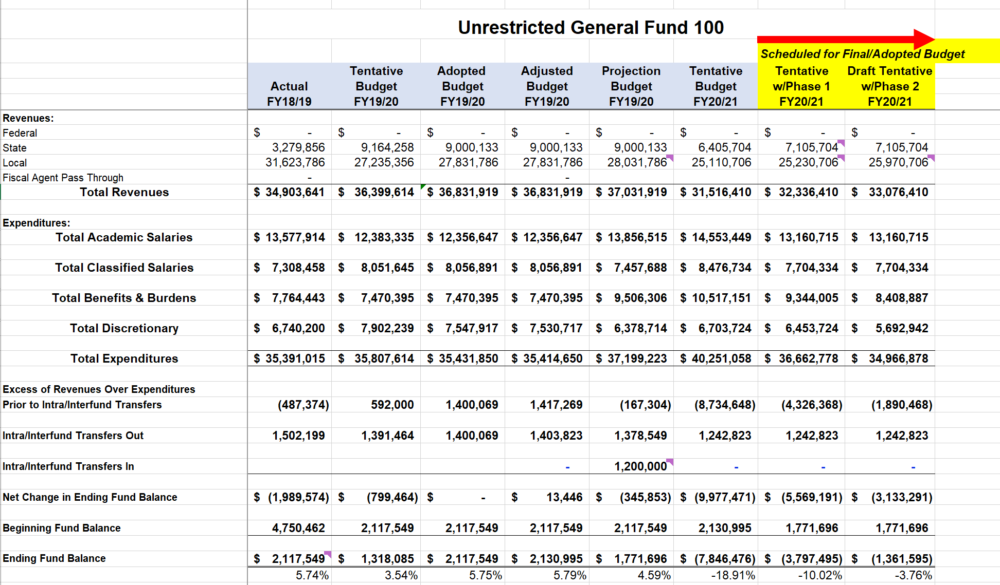 Unrestricted General Fund 100
Scheduled for Final/Adopted Budget
Tentative Adopted Adjusted Projection Tentative Tentative Draft Tentative
Actual Budget Budget Budget Budget Budget w/Phase 1 w/Phase 2
FY18/19 FY19/20 FY19/20 FY19/20 FY19/20 FY20/21 FY20/21 FY20/21
Revenues:
Federal $ - $ - $ - $ - $ - $ - $ - $ -
State 3,279,856 9,164,258 9,000,133 9,000,133 9,000,133 6,405,704 7,105,704 7,105,704
Local 31,623,786 27,235,356 27,831,786 27,831,786 28,031,786 25,110,706 25,230,706 25,970,706
Fiscal Agent Pass Through - -
Total Revenues $ 34,903,641 $ 36,399,614 $ 36,831,919 $ 36,831,919 $ 37,031,919 $ 31,516,410 $ 32,336,410 $ 33,076,410
Expenditures:
Total Academic Salaries $ 13,577,914 $ 12,383,335 $ 12,356,647 $ 12,356,647 $ 13,856,515 $ 14,553,449 $ 13,160,715 $ 13,160,715
Total Classified Salaries $ 7,308,458 $ 8,051,645 $ 8,056,891 $ 8,056,891 $ 7,457,688 $ 8,476,734 $ 7,704,334 $ 7,704,334
Total Benefits & Burdens $ 7,764,443 $ 7,470,395 $ 7,470,395 $ 7,470,395 $ 9,506,306 $ 10,517,151 $ 9,344,005 $ 8,408,887
Total Discretionary $ 6,740,200 $ 7,902,239 $ 7,547,917 $ 7,530,717 $ 6,378,714 $ 6,703,724 $ 6,453,724 $ 5,692,942
Total Expenditures $ 35,391,015 $ 35,807,614 $ 35,431,850 $ 35,414,650 $ 37,199,223 $ 40,251,058 $ 36,662,778 $ 34,966,878
Excess of Revenues Over Expenditures
Prior to Intra/Interfund Transfers (487,374) 592,000 1,400,069 1,417,269 (167,304) (8,734,648) (4,326,368) (1,890,468)
Intra/Interfund Transfers Out 1,502,199 1,391,464 1,400,069 1,403,823 1,378,549 1,242,823 1,242,823 1,242,823
Intra/Interfund Transfers In - 1,200,000 - - -
Net Change in Ending Fund Balance $ (1,989,574) $ (799,464) $ - $ 13,446 $ (345,853) $ (9,977,471) $ (5,569,191) $ (3,133,291)
Beginning Fund Balance 4,750,462 2,117,549 2,117,549 2,117,549 2,117,549 2,130,995 1,771,696 1,771,696
Ending Fund Balance $ 2,117,549 $ 1,318,085 $ 2,117,549 $ 2,130,995 $ 1,771,696 $ (7,846,476) $ (3,797,495) $ (1,361,595)
5.74% 3.54% 5.75% 5.79% 4.59% -18.91% -10.02% -3.76%